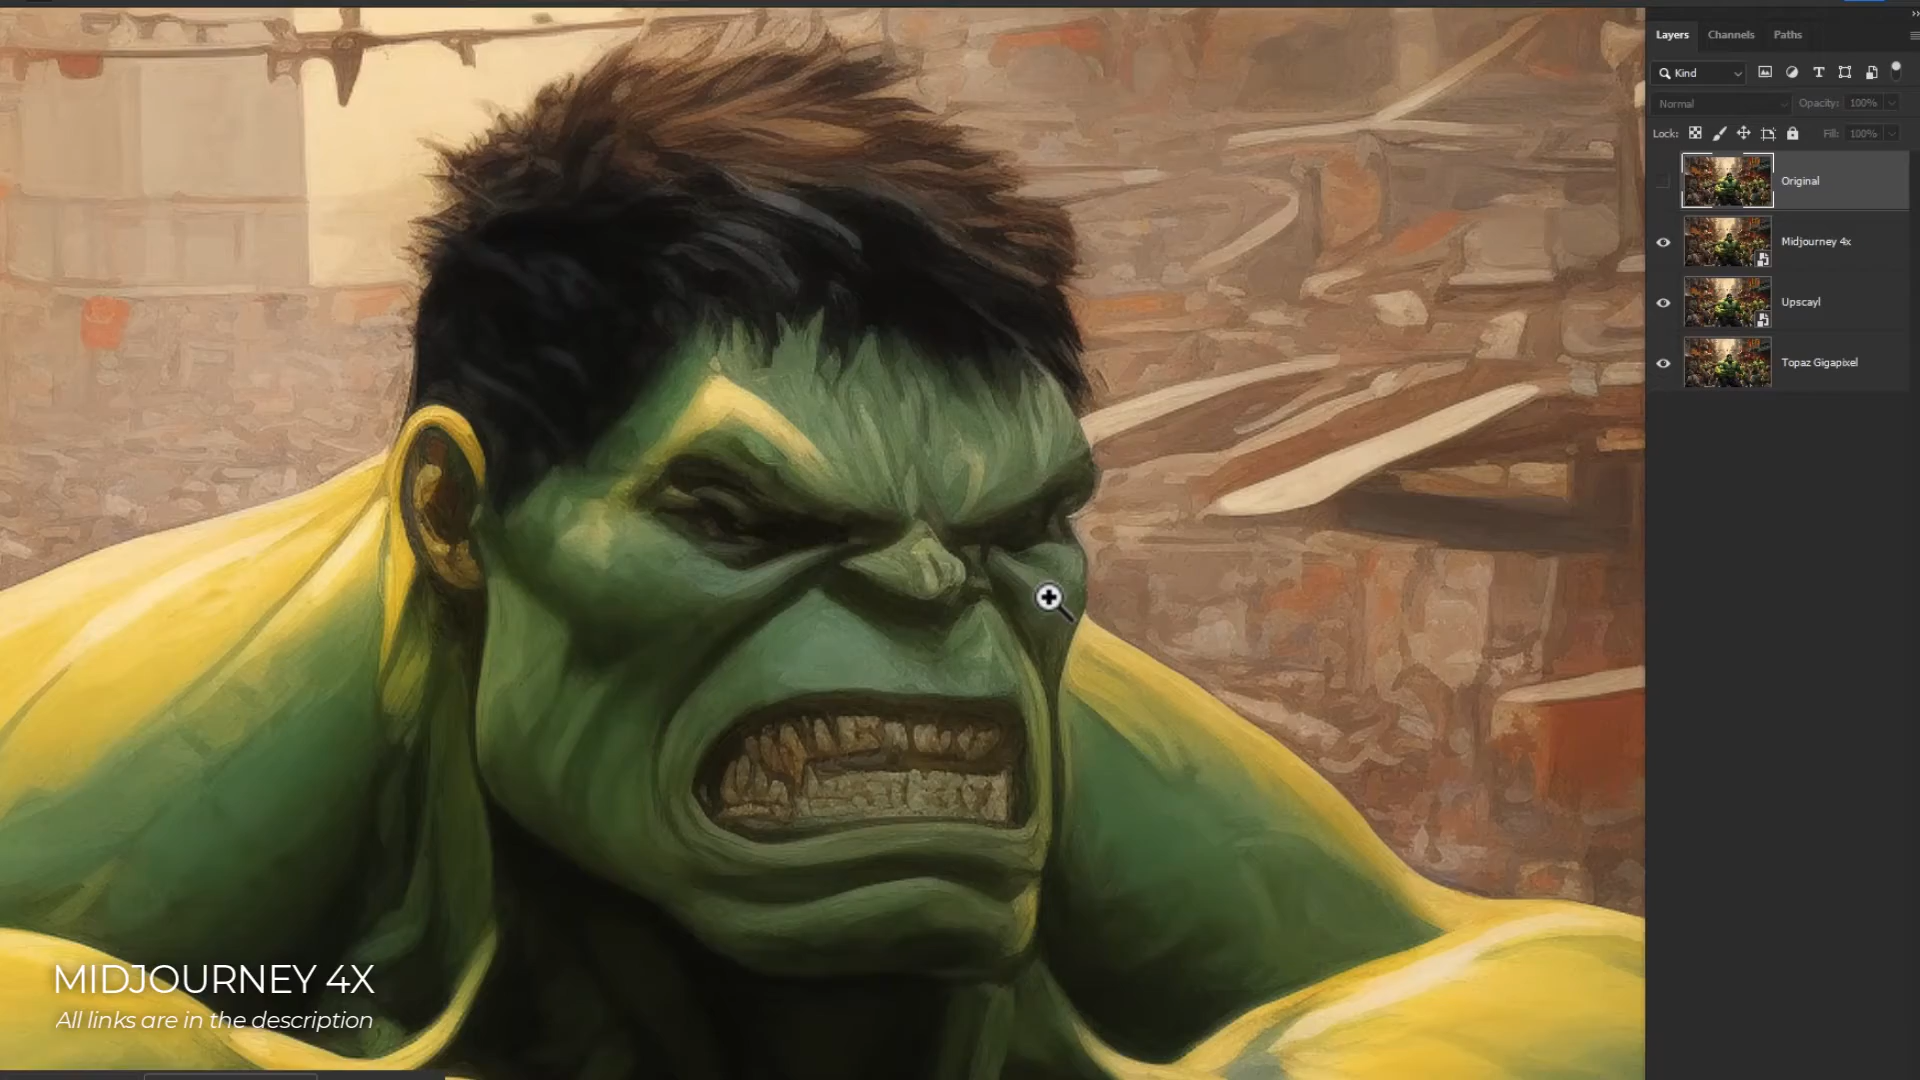 Layers Channels Paths
Kind
Normal Opacity: 100%
Lock: Fill: 100%
Original
Midjourney 4x
Upscayl
Topaz Gigapixel
MIDJOURNEY 4X
All links are in the description